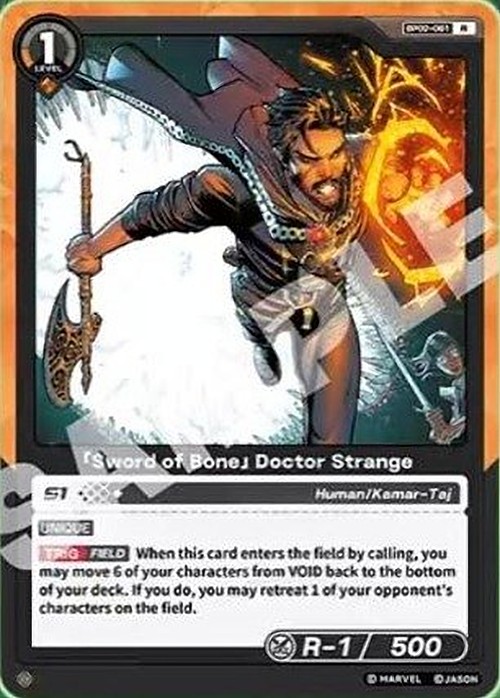 1
LEVEL
BP02-061 R
SAMPLE
「Sword of Bone」 Doctor Strange
S1
Human/Kamar-Taj
UNIQUE
TRIG FIELD When this card enters the field by calling, you
may move 6 of your characters from VOID back to the bottom
of your deck. If you do, you may retreat 1 of your opponent's
characters on the field.
R-1/ 500
© MARVEL ©JASON